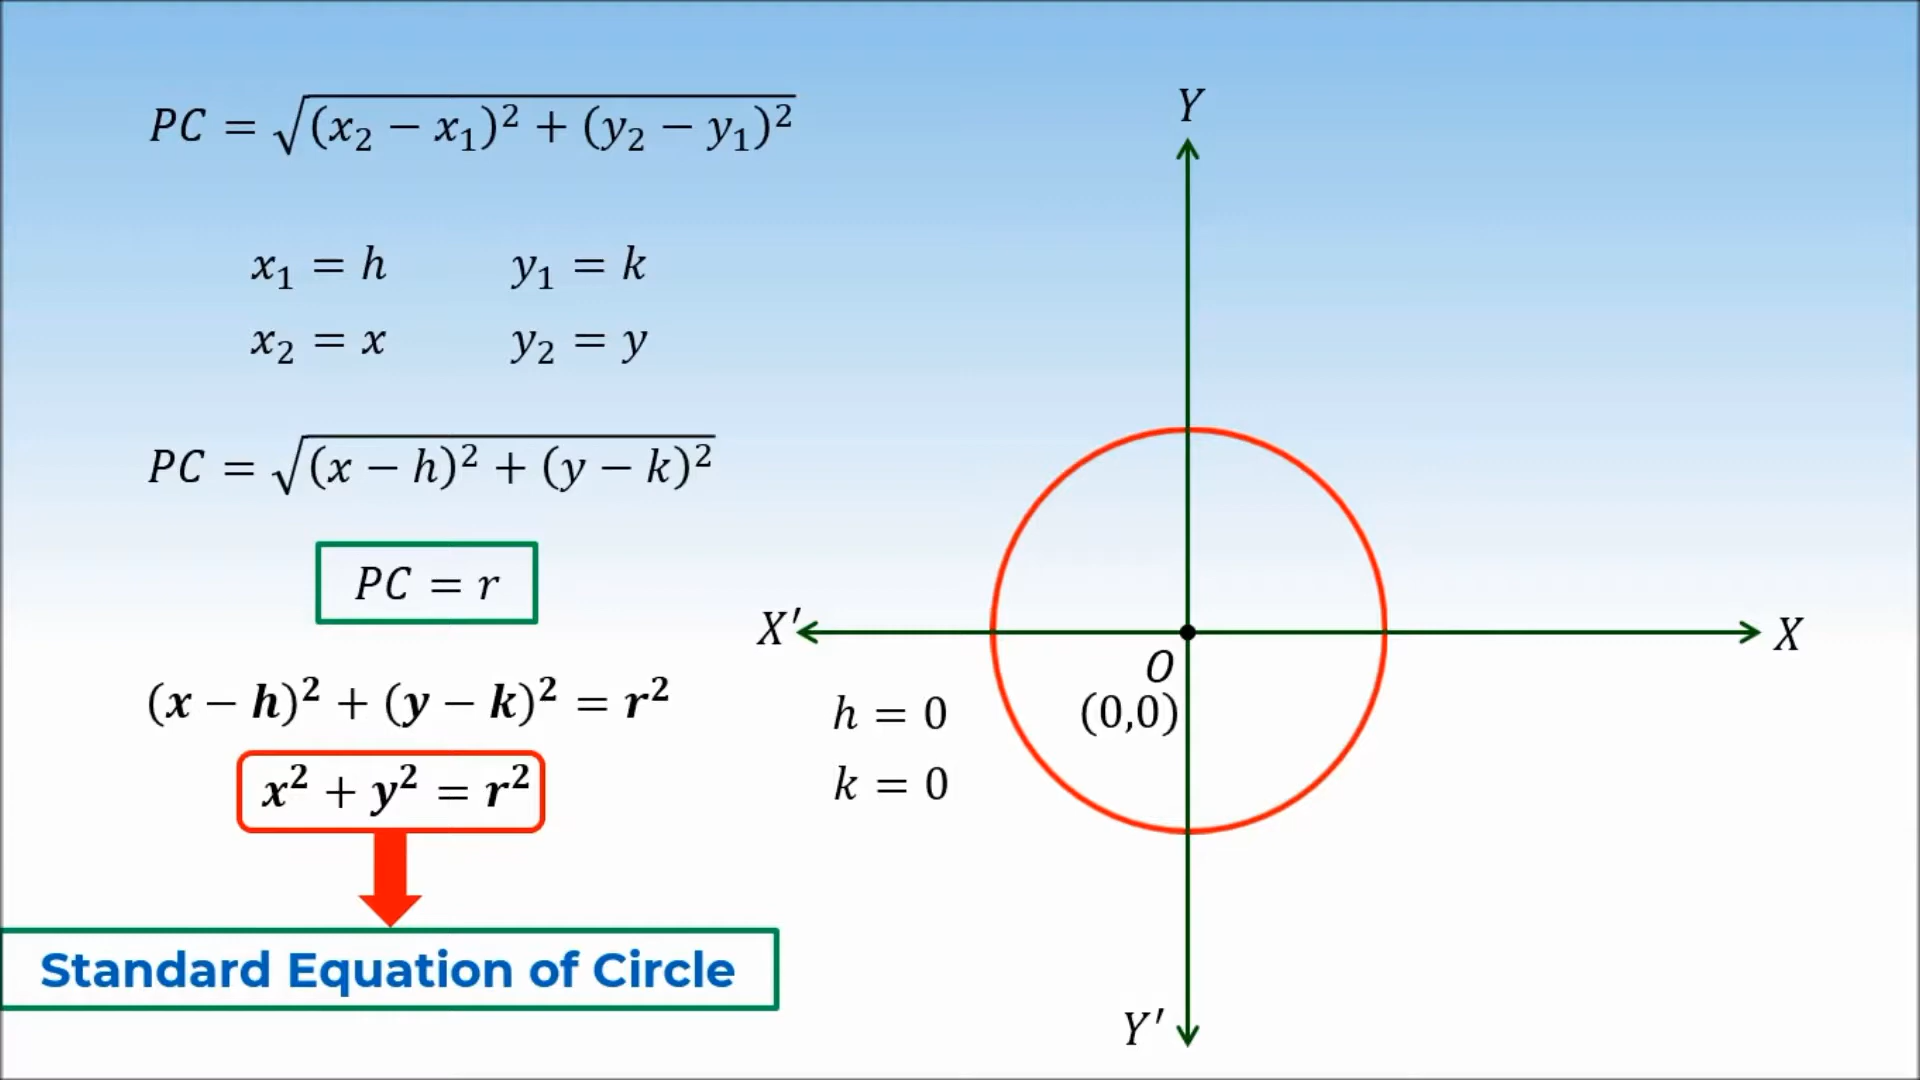 PC = √(x₂ − x₁)² + (y₂ − y₁)²
x₁ = h y₁ = k
x₂ = x y₂ = y
PC = √(x − h)² + (y − k)²
PC = r
(x − h)² + (y − k)² = r²
x² + y² = r²
Standard Equation of Circle
Y
X′
X
O
(0,0)
h = 0
k = 0
Y′